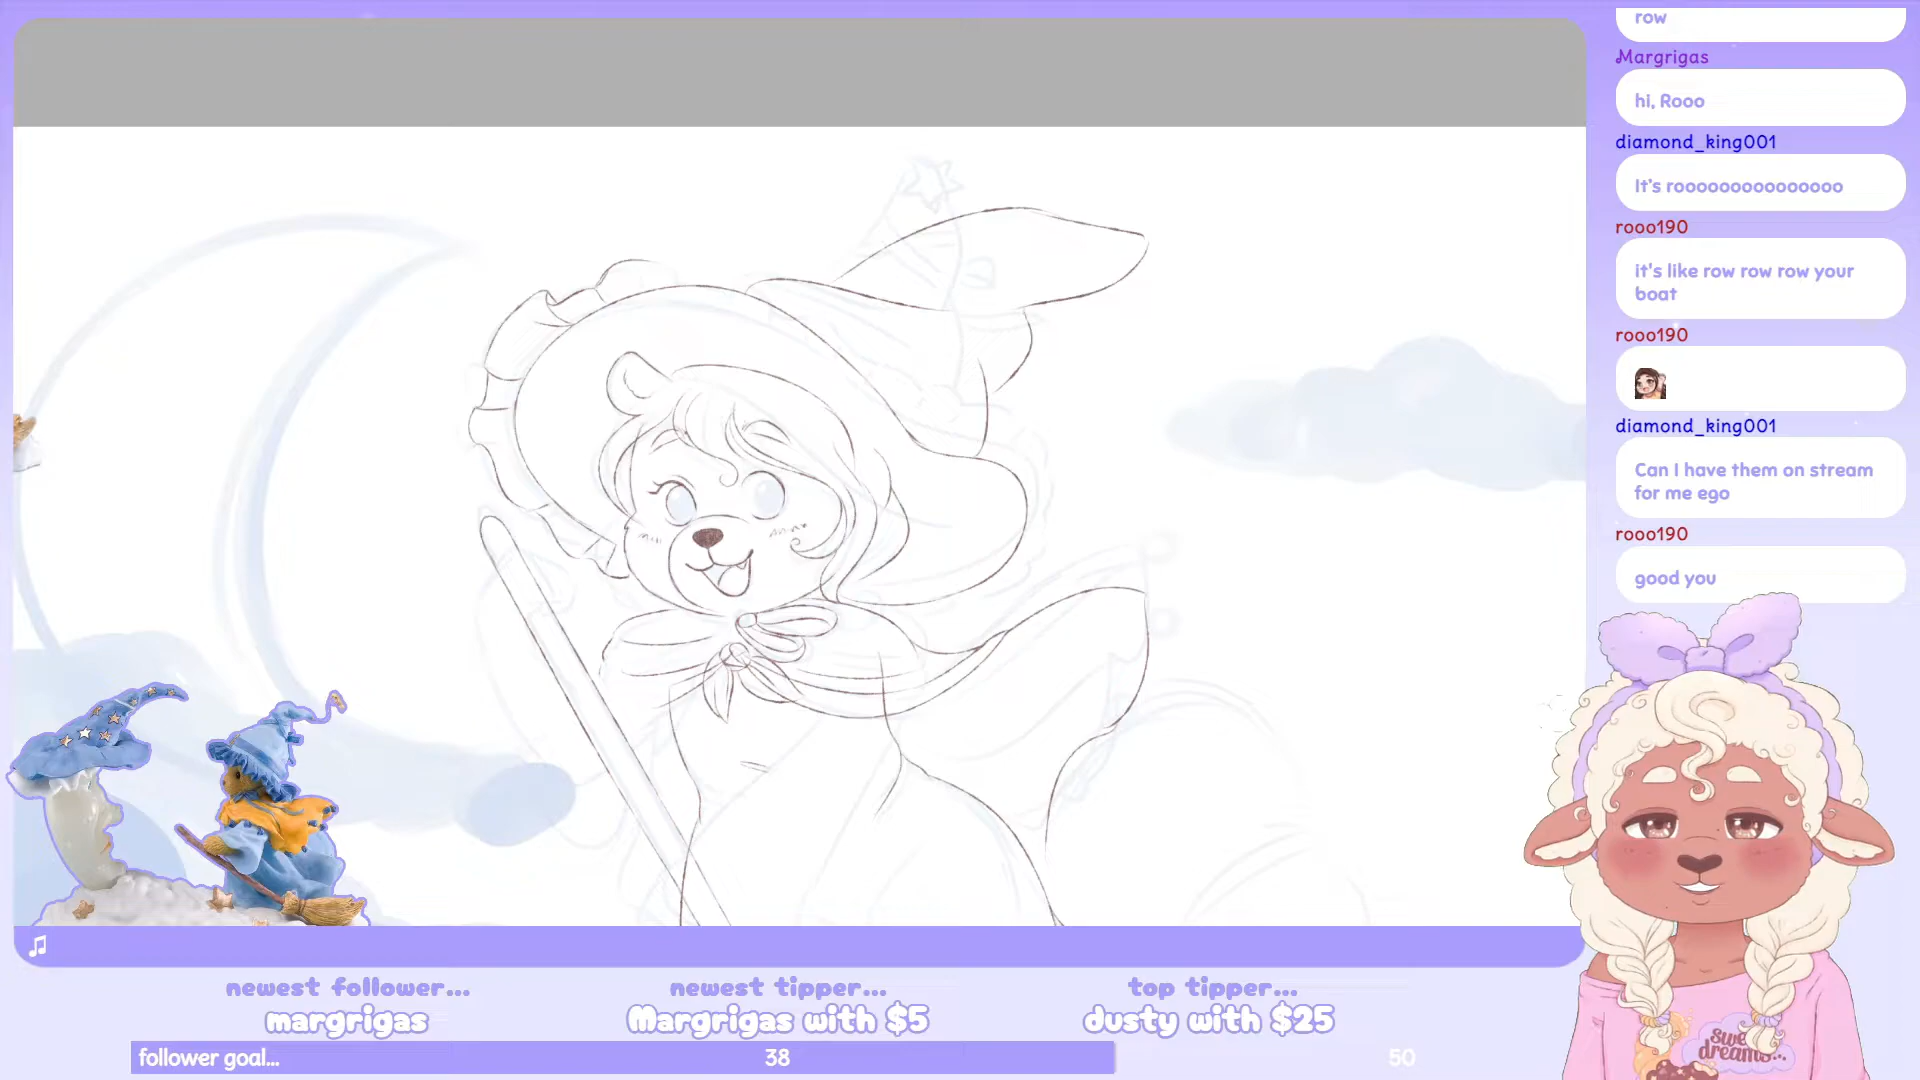 row
Margrigas
hi, Rooo
diamond_king001
It's rooooooooooooooo
rooo190
it's like row row row your
boat
rooo190
diamond_king001
Can I have them on stream
for me ego
rooo190
good you
newest follower...
margrigas
newest tipper...
Margrigas with $5
top tipper...
dusty with $25
follower goal...
38
50
dreams...